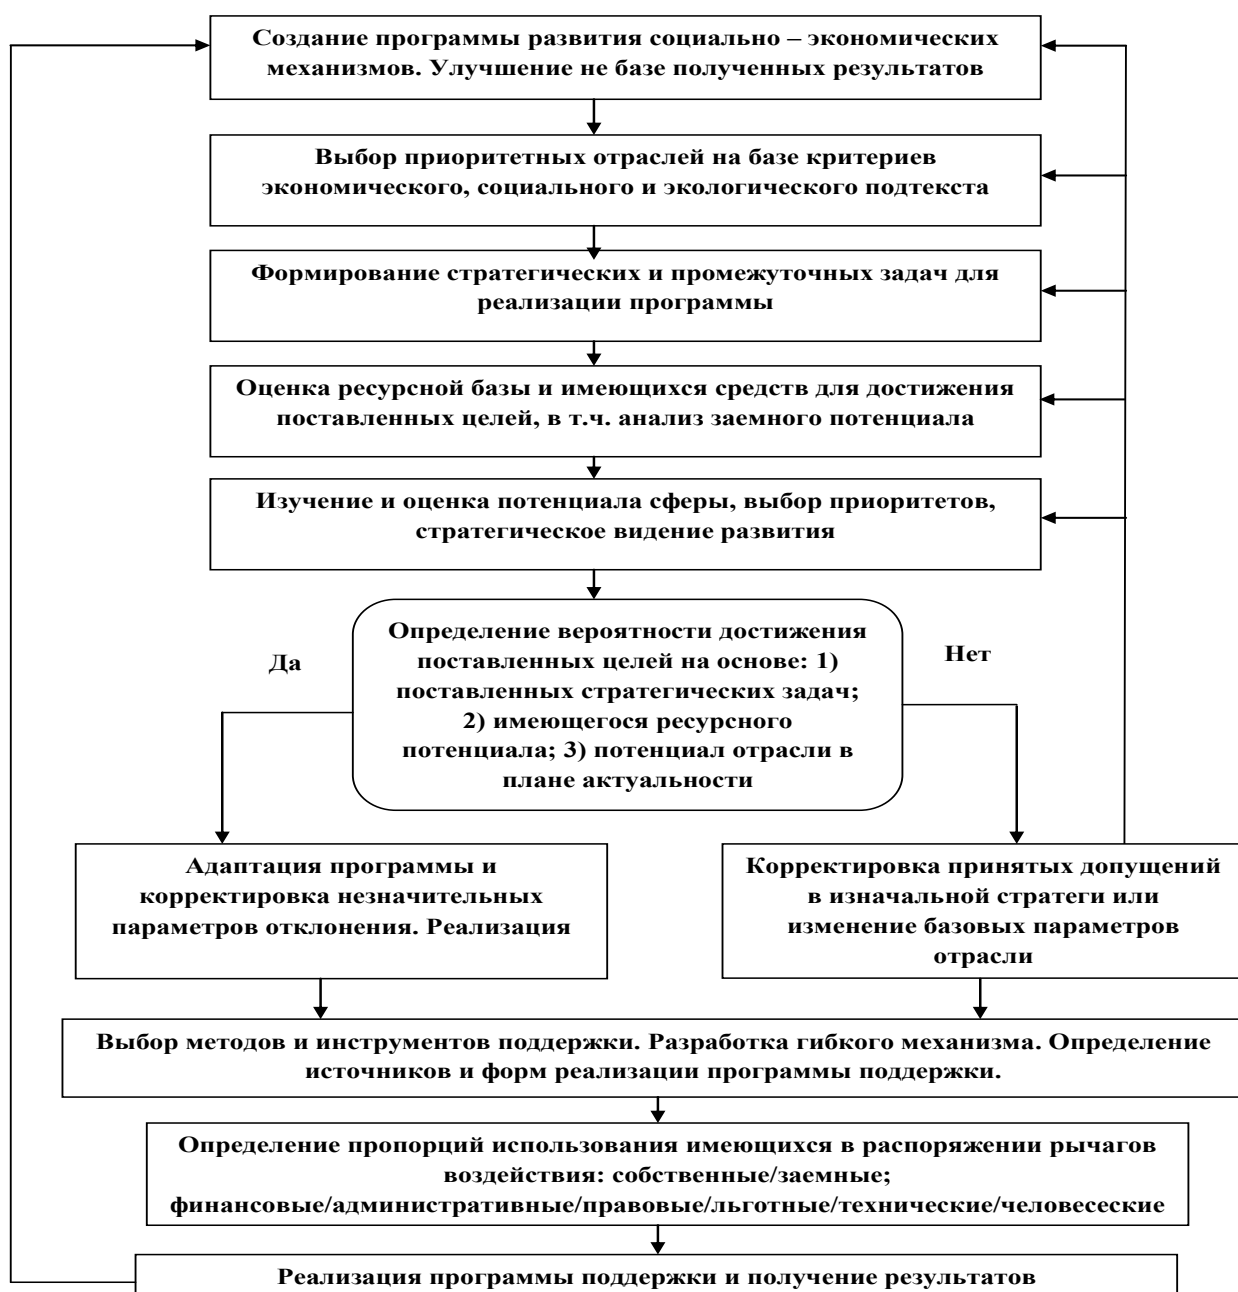 Создание программы развития социально – экономических
механизмов. Улучшение не базе полученных результатов
Выбор приоритетных отраслей на базе критериев
экономического, социального и экологического подтекста
Формирование стратегических и промежуточных задач для
реализации программы
Оценка ресурсной базы и имеющихся средств для достижения
поставленных целей, в т.ч. анализ заемного потенциала
Изучение и оценка потенциала сферы, выбор приоритетов,
стратегическое видение развития
Определение вероятности достижения
поставленных целей на основе: 1)
поставленных стратегических задач;
2) имеющегося ресурсного
потенциала; 3) потенциал отрасли в
плане актуальности
Да
Нет
Адаптация программы и
корректировка незначительных
параметров отклонения. Реализация
Корректировка принятых допущений
в изначальной стратеги или
изменение базовых параметров
отрасли
Выбор методов и инструментов поддержки. Разработка гибкого механизма. Определение
источников и форм реализации программы поддержки.
Определение пропорций использования имеющихся в распоряжении рычагов
воздействия: собственные/заемные;
финансовые/административные/правовые/льготные/технические/человесеские
Реализация программы поддержки и получение результатов